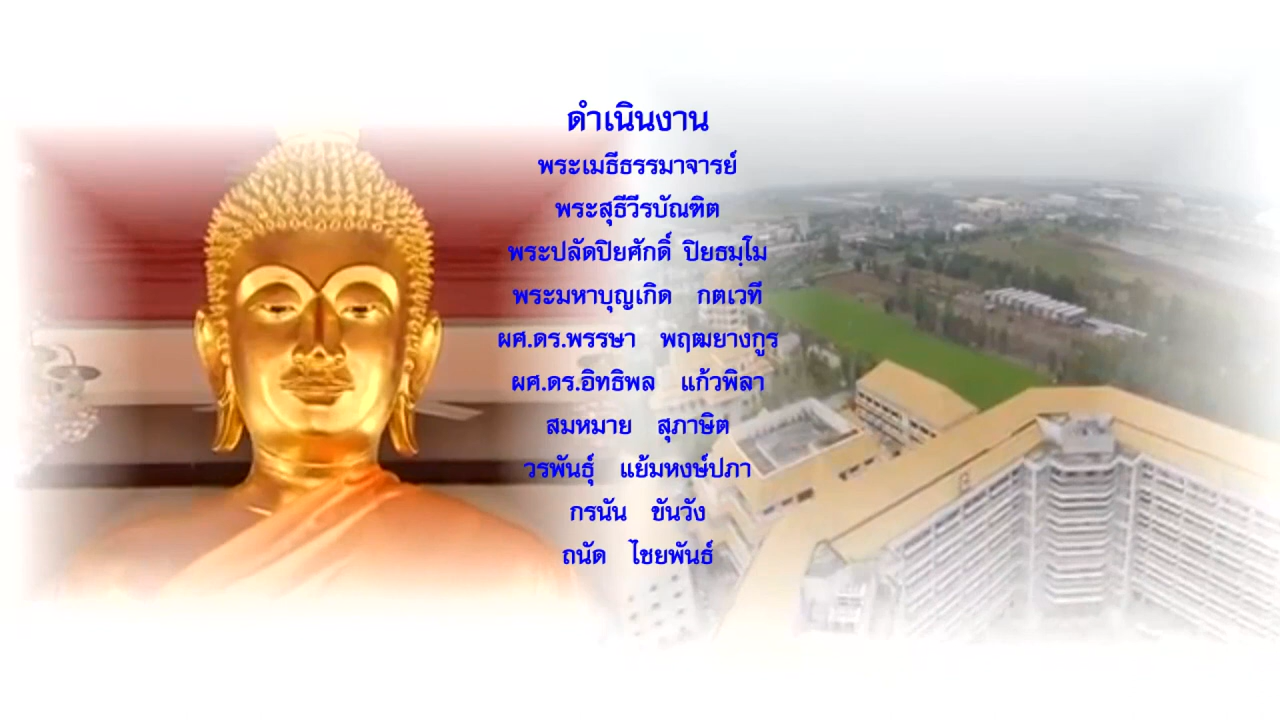 ดำเนินงาน
พระเมธีธรรมาจารย์
พระสุธีวีรบัณฑิต
พระปลัดปิยศักดิ์ ปิยธมฺโม
พระมหาบุญเกิด กตเวที
ผศ.ดร.พรรษา พฤฒยางกูร
ผศ.ดร.อิทธิพล แก้วพิลา
สมหมาย สุภาษิต
วรพันธุ์ แย้มหงษ์ปภา
กรนัน ขันวัง
ถนัด ไชยพันธ์